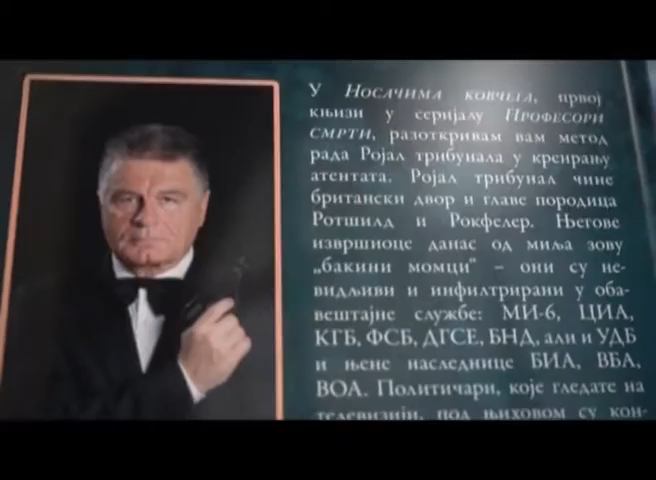 У Носачима ковчега, првој
књизи у серијалу Професори
смрти, разоткривам вам метод
рада Ројал трибунала у креирању
атентата. Ројал трибунал чине
британски двор и главе породица
Ротшилд и Рокфелер. Његове
извршиоце данас од миља зову
„бакини момци“ – они су не-
видљиви и инфилтрирани у оба-
вештајне службе: МИ-6, ЦИА,
КГБ, ФСБ, ДГСЕ, БНД, али и УДБ
и њене наследнице БИА, ВБА,
ВОА. Политичари, које гледате на
телевизији, под њиховом су кон-